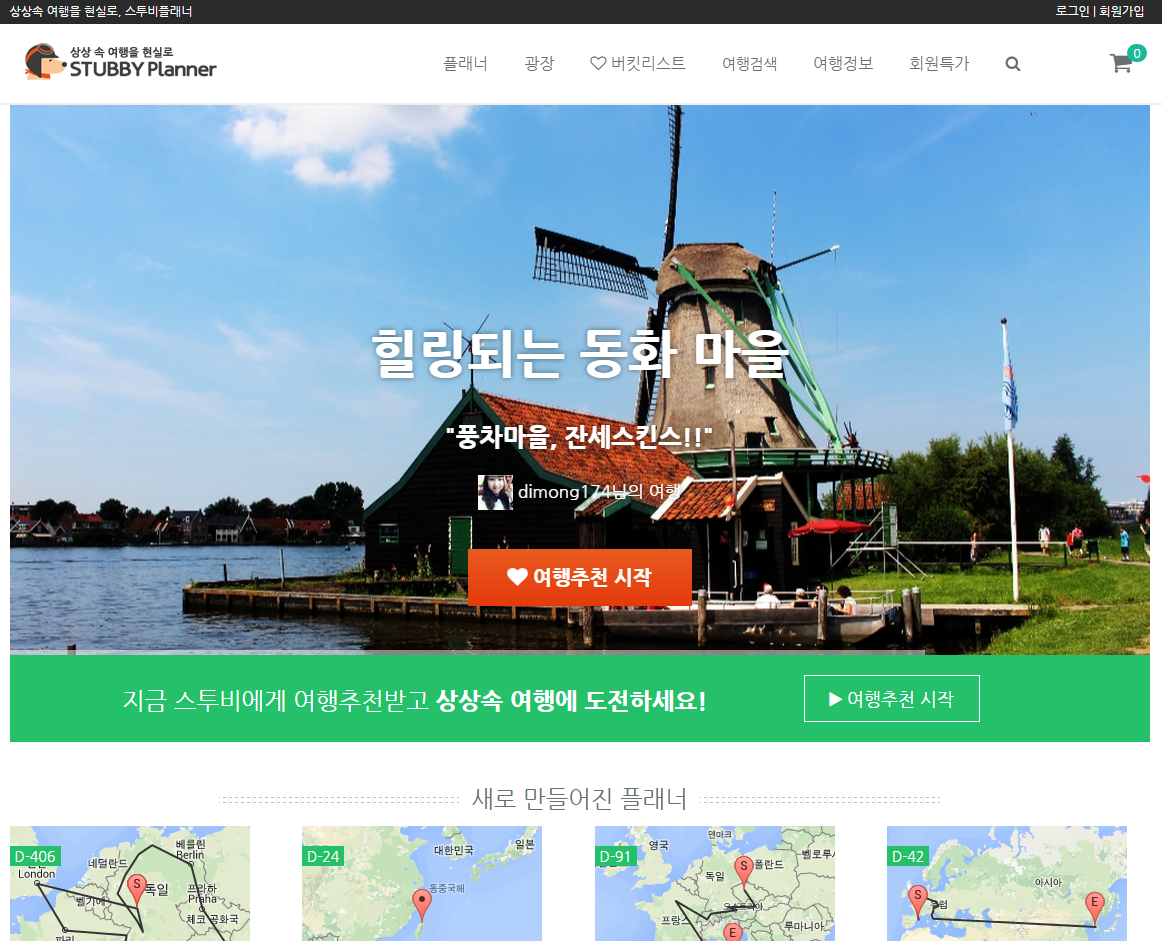 상상속 여행을 현실로, 스투비플래너
로그인 | 회원가입
상상 속 여행을 현실로
STUBBY Planner
플래너 광장 버킷리스트 여행검색 여행정보 회원특가
0
힐링되는 동화 마을
"풍차마을, 잔세스킨스!!"
dimong174님의 여행
여행추천 시작
지금 스투비에게 여행추천받고 상상속 여행에 도전하세요!
여행추천 시작
새로 만들어진 플래너
D-406
베를린
Berlin
네덜란드
London
S
독일
벨기에
프라하
Praha
체코 공화국
파리
D-24
대한민국
일본
동중국해
D-91
영국
덴마크
벨로루시
S
폴란드
독일
오스트리아
프랑스
루마니아
E
D-42
아시아
S
유럽
E